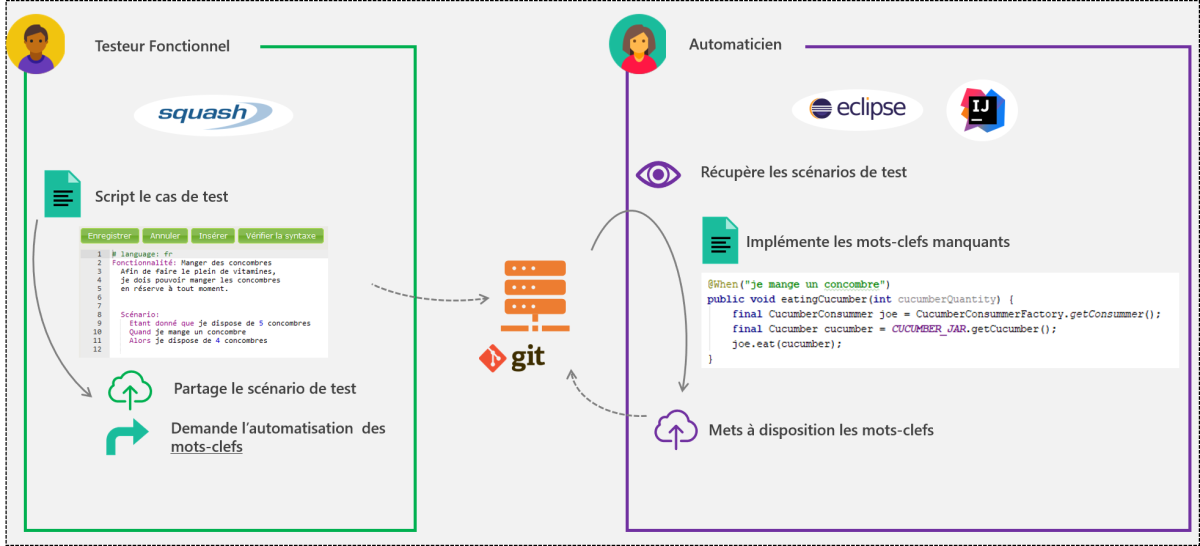 Testeur Fonctionnel
squash
Script le cas de test
Enregistrer Annuler Insérer Vérifier la syntaxe
1 # language: fr
2 Fonctionnalité: Manger des concombres
3 Afin de faire le plein de vitamines,
4 je dois pouvoir manger les concombres
5 en réserve à tout moment.
6
7
8 Scénario:
9 Etant donné que je dispose de 5 concombres
10 Quand je mange un concombre
11 Alors je dispose de 4 concombres
12
Partage le scénario de test
Demande l'automatisation des
mots-clefs
git
Automaticien
eclipse
IJ
Récupère les scénarios de test
Implémente les mots-clefs manquants
@When("je mange un concombre")
public void eatingCucumber(int cucumberQuantity) {
final CucumberConsummer joe = CucumberConsummerFactory.getConsummer();
final Cucumber cucumber = CUCUMBER_JAR.getCucumber();
joe.eat(cucumber);
}
Mets à disposition les mots-clefs